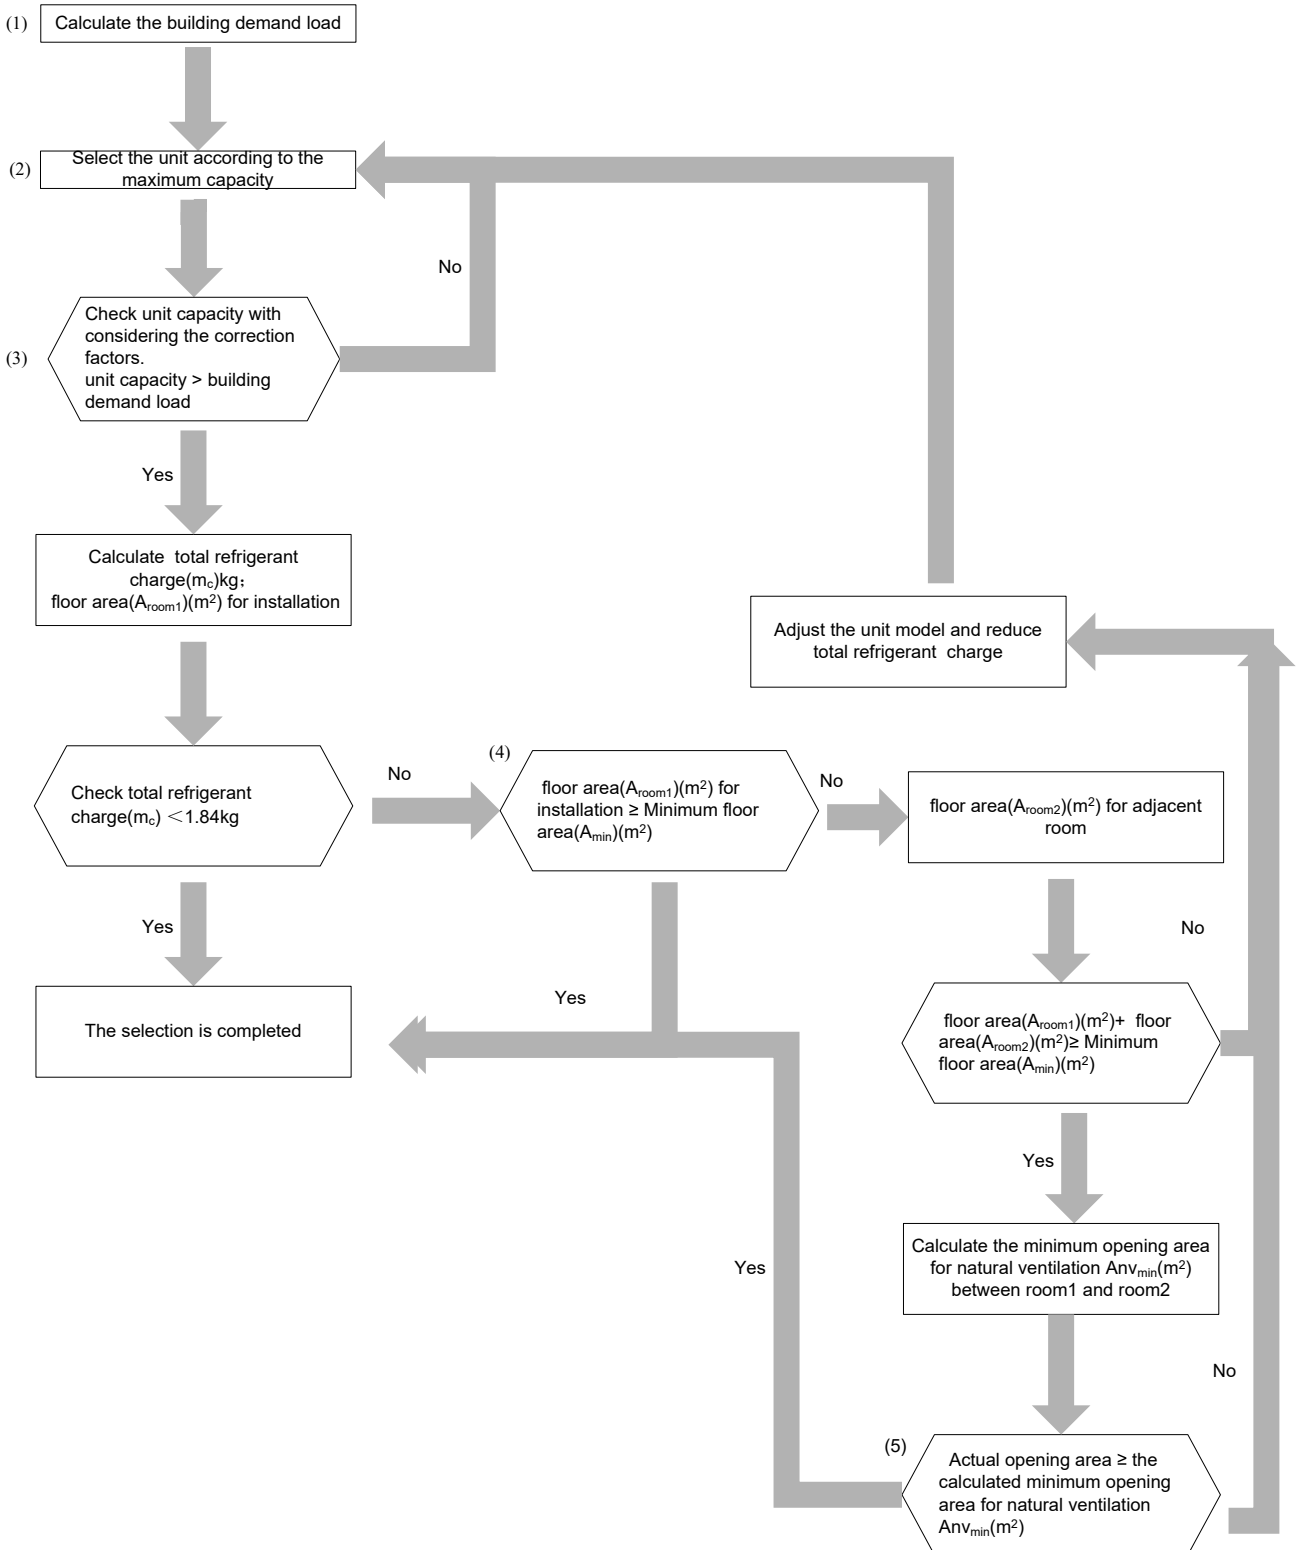 (1)
Calculate the building demand load
(2)
Select the unit according to the
maximum capacity
No
(3)
Check unit capacity with
considering the correction
factors.
unit capacity > building
demand load
Yes
Calculate  total refrigerant
charge(mc)kg；
floor area(Aroom1)(m²) for installation
Adjust the unit model and reduce
total refrigerant  charge
Check total refrigerant
charge(mc) ＜1.84kg
No
(4)
floor area(Aroom1)(m²) for
installation ≥ Minimum floor
area(Amin)(m²)
No
floor area(Aroom2)(m²) for adjacent
room
Yes
No
The selection is completed
Yes
floor area(Aroom1)(m²)+  floor
area(Aroom2)(m²)≥ Minimum
floor area(Amin)(m²)
Yes
Calculate the minimum opening area
for natural ventilation Anvmin(m²)
between room1 and room2
Yes
No
(5)
Actual opening area ≥ the
calculated minimum opening
area for natural ventilation
Anvmin(m²)